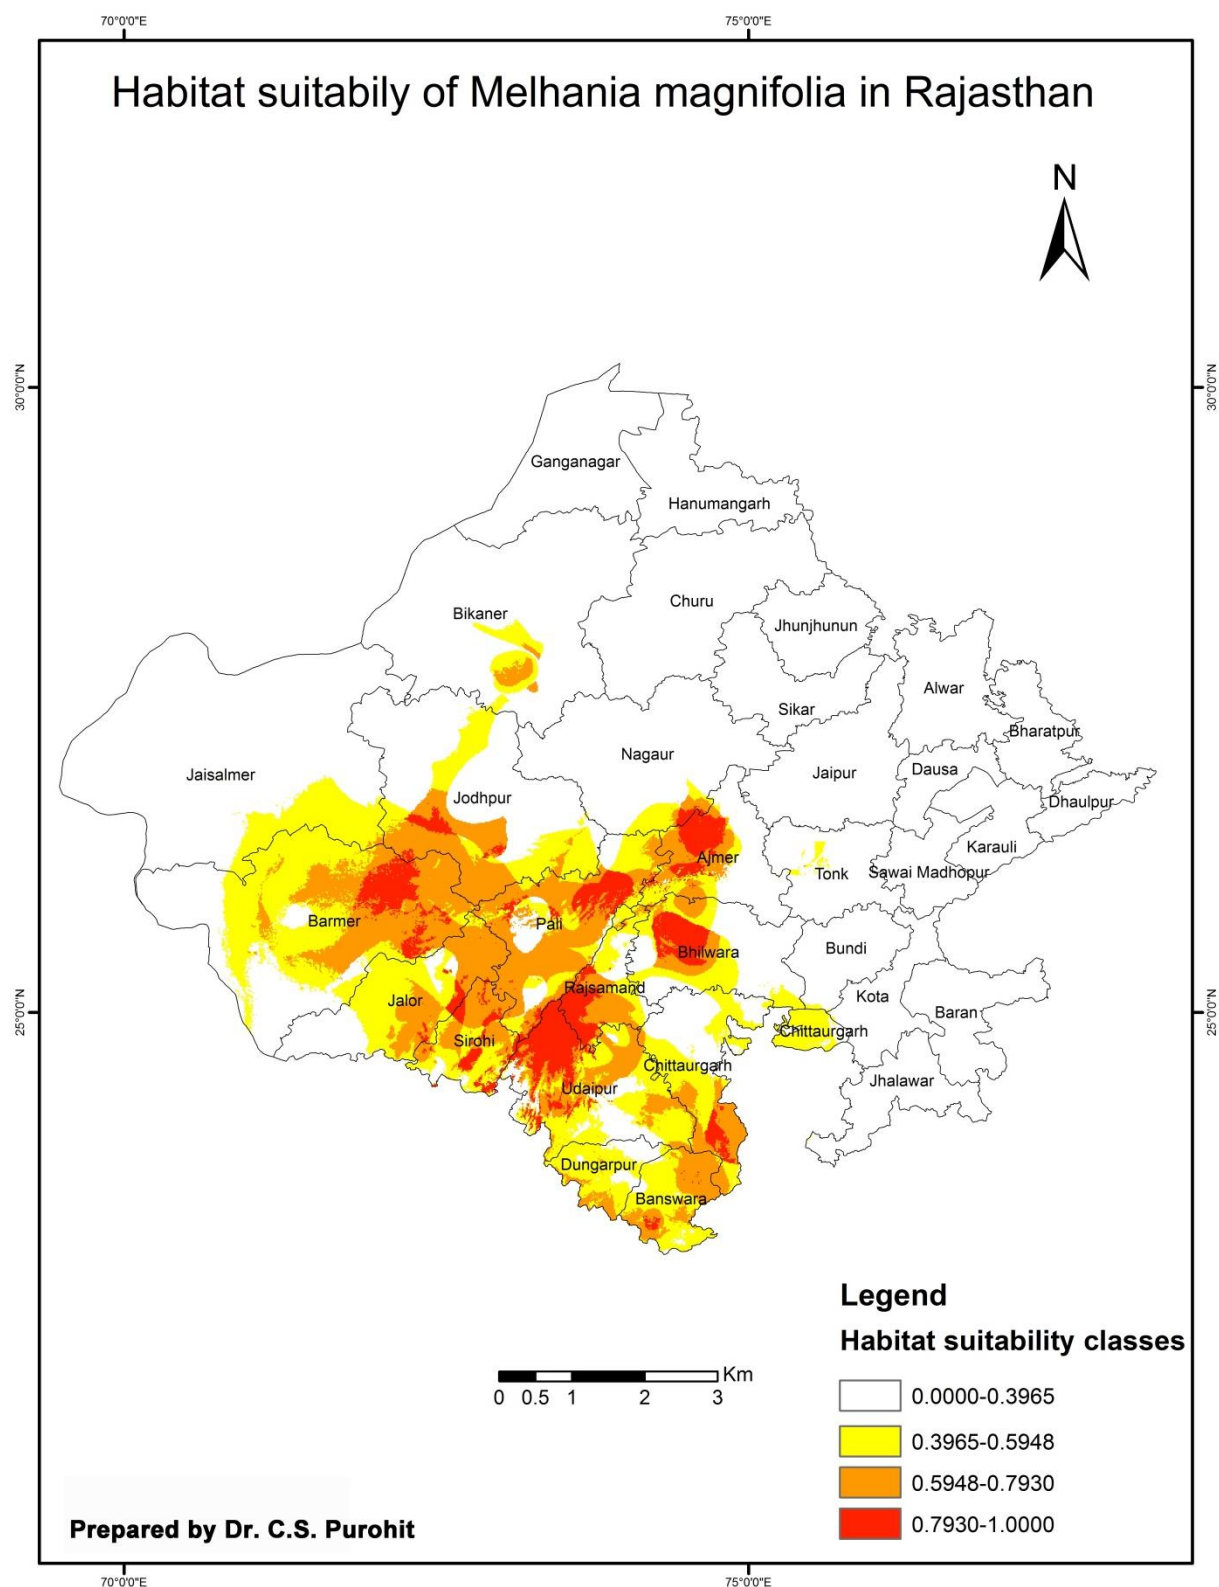 70°0'0"E 75°0'0"E
Habitat suitabily of Melhania magnifolia in Rajasthan
N
30°0'0"N 30°0'0"N
Ganganagar
Hanumangarh
Churu
Bikaner
Jhunjhunun
Alwar
Sikar
Bharatpur
Nagaur
Jaisalmer
Jaipur
Dausa
Jodhpur
Dhaulpur
Karauli
Ajmer
Tonk
Sawai Madhopur
Barmer
Pali
Bhilwara
Bundi
Rajsamand
Kota
Jalor
Baran
25°0'0"N 25°0'0"N
Chittaurgarh
Sirohi
Chittaurgarh
Jhalawar
Udaipur
Dungarpur
Banswara
Legend
Habitat suitability classes
0.0000-0.3965
0.3965-0.5948
0.5948-0.7930
0.7930-1.0000
Km
0 0.5 1 2 3
Prepared by Dr. C.S. Purohit
70°0'0"E 75°0'0"E